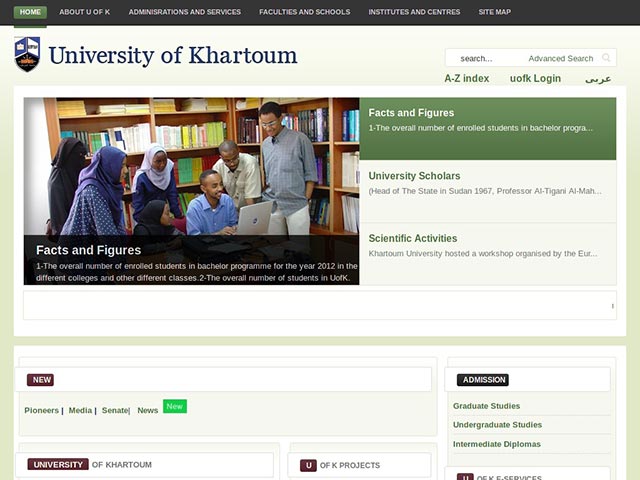 HOME ABOUT U OF K ADMINISRATIONS AND SERVICES FACULTIES AND SCHOOLS INSTITUTES AND CENTRES SITE MAP
University of Khartoum
search... Advanced Search
A-Z index uofk Login عربى
Facts and Figures
1-The overall number of enrolled students in bachelor progra...
University Scholars
(Head of The State in Sudan 1967, Professor Al-Tigani Al-Mah...
Scientific Activities
Khartoum University hosted a workshop organised by the Eur...
Facts and Figures
1-The overall number of enrolled students in bachelor programme for the year 2012 in the
different colleges and other different classes.2-The overall number of students in UofK.
NEW
Pioneers | Media | Senate| News New
ADMISSION
Graduate Studies
Undergraduate Studies
Intermediate Diplomas
UNIVERSITY OF KHARTOUM
U OF K PROJECTS
U OF K E-SERVICES